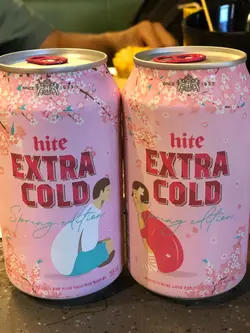 hite
EXTRA
COLD
Spring edition
hite
EXTRA
COLD
Spring edition